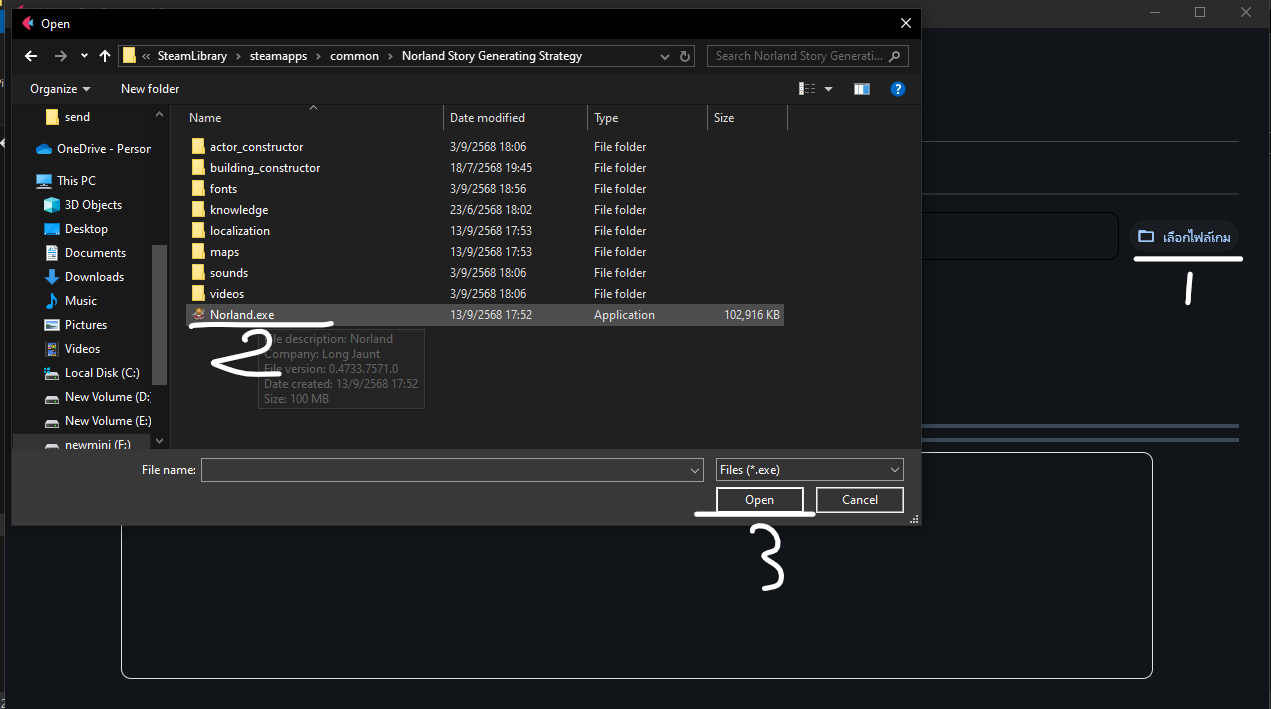 Open
« SteamLibrary › steamapps › common › Norland Story Generating Strategy
Search Norland Story Generati...
Organize
New folder
?
send
OneDrive - Person
This PC
3D Objects
Desktop
Documents
Downloads
Music
Pictures
Videos
Local Disk (C:)
New Volume (D:
New Volume (E:)
newmini (F:)
Name Date modified Type Size
actor_constructor 3/9/2568 18:06 File folder
building_constructor 18/7/2568 19:45 File folder
fonts 3/9/2568 18:56 File folder
knowledge 23/6/2568 18:02 File folder
localization 13/9/2568 17:53 File folder
maps 13/9/2568 17:53 File folder
sounds 3/9/2568 18:06 File folder
videos 3/9/2568 18:06 File folder
Norland.exe 13/9/2568 17:52 Application 102,916 KB
2
File description: Norland
Company: Long Jaunt
File version: 0.4733.7571.0
Date created: 13/9/2568 17:52
Size: 100 MB
File name:
Files (*.exe)
Open
Cancel
3
เลือกไฟล์เกม
1